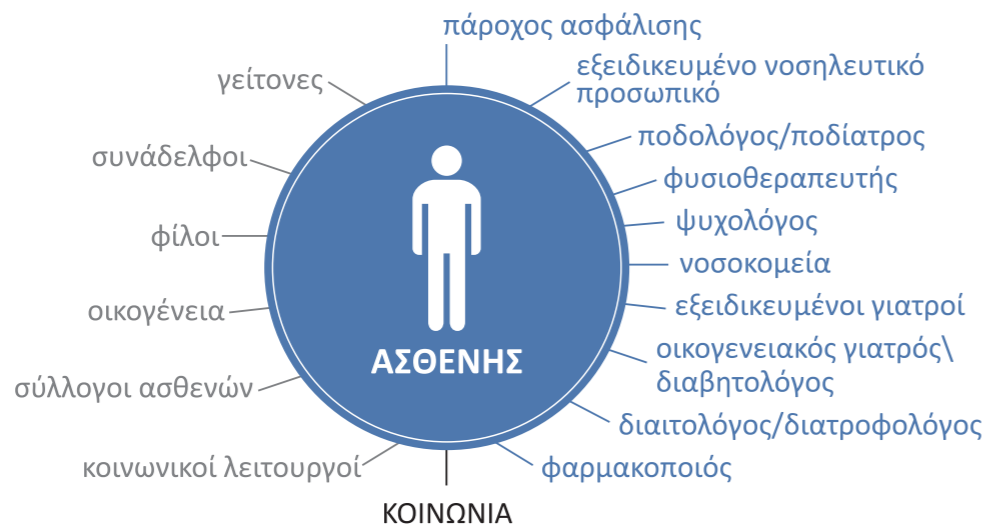 πάροχος ασφάλισης
εξειδικευμένο νοσηλευτικό
προσωπικό
ποδολόγος/ποδίατρος
φυσιοθεραπευτής
ψυχολόγος
νοσοκομεία
εξειδικευμένοι γιατροί
οικογενειακός γιατρός\
διαβητολόγος
διαιτολόγος/διατροφολόγος
φαρμακοποιός
ΚΟΙΝΩΝΙΑ
κοινωνικοί λειτουργοί
σύλλογοι ασθενών
οικογένεια
φίλοι
συνάδελφοι
γείτονες
ΑΣΘΕΝΗΣ